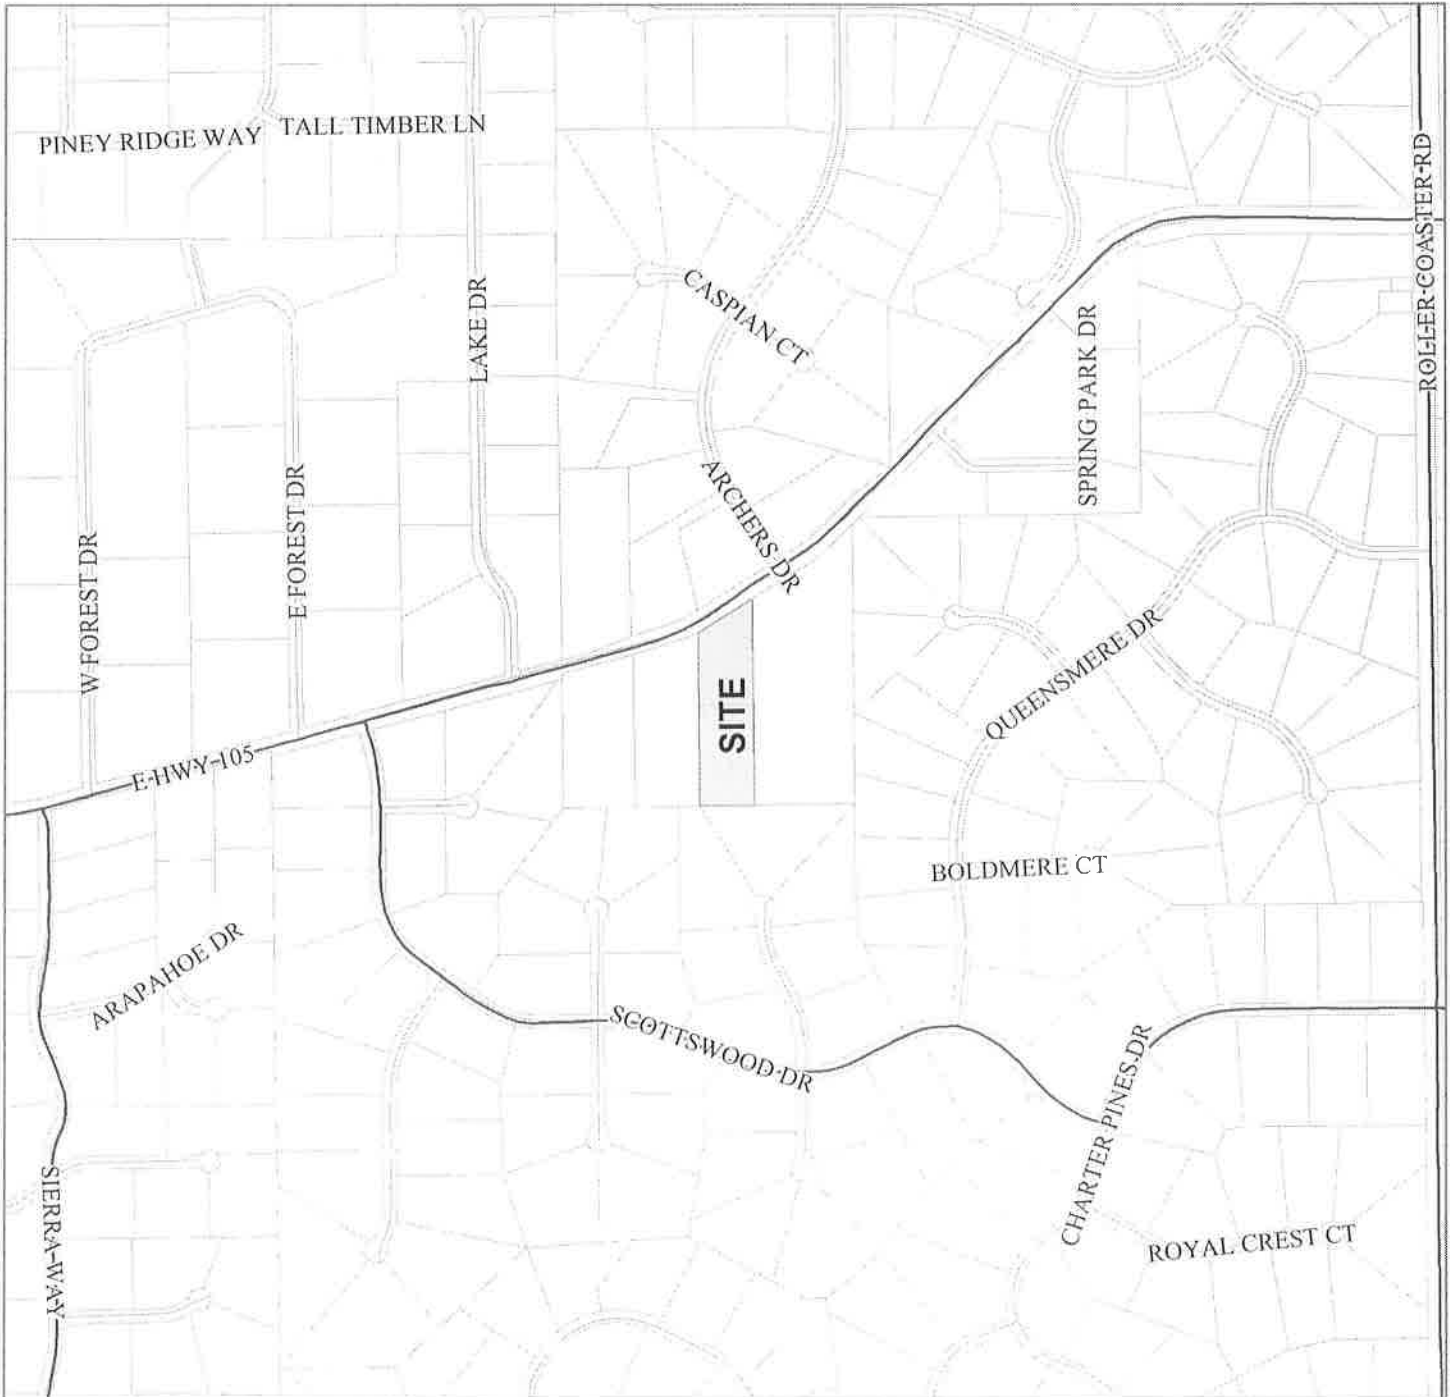 PINEY RIDGE WAY
TALL TIMBER LN
ROLLER-COASTER-RD
LAKE DR
CASPIAN CT
SPRING PARK DR
ARCHERS-DR
W-FOREST-DR
E-FOREST-DR
SITE
QUEENSMERE DR
E-HWY-105
BOLDMERE CT
ARAPAHOE DR
SCOTTSWOOD-DR
CHARTER PINES-DR
SIERRA-WAY
ROYAL CREST CT